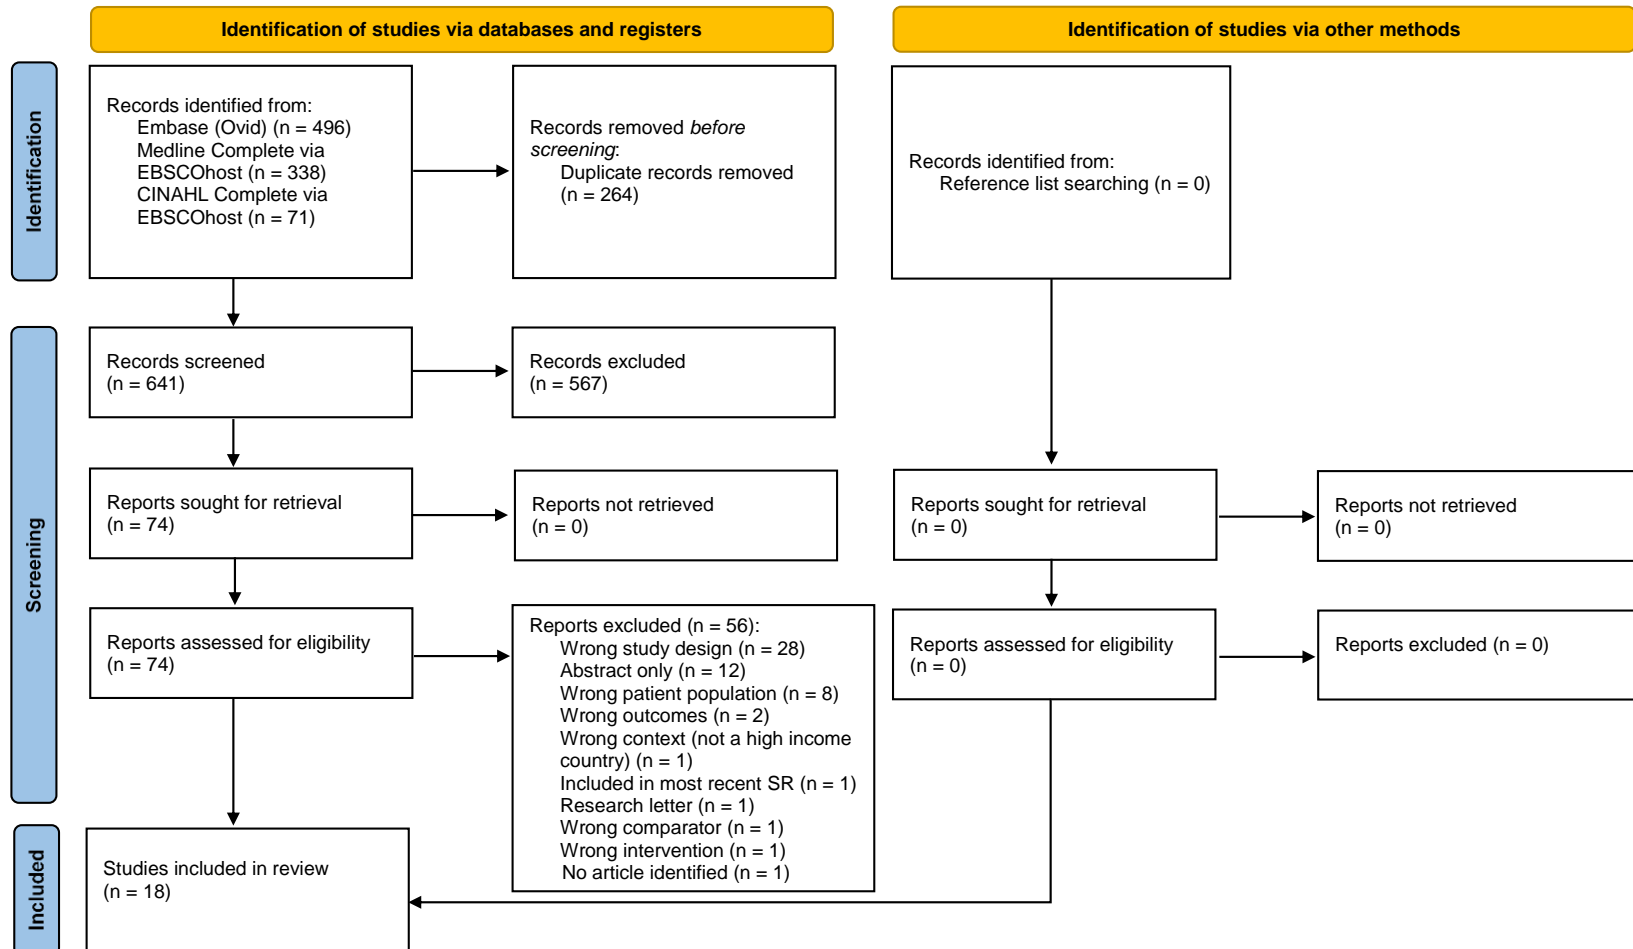 Identification of studies via databases and registers
Identification of studies via other methods
Identification
Records identified from:
Embase (Ovid) (n = 496)
Medline Complete via
EBSCOhost (n = 338)
CINAHL Complete via
EBSCOhost (n = 71)
Records removed before
screening:
Duplicate records removed
(n = 264)
Records identified from:
Reference list searching (n = 0)
Screening
Records screened
(n = 641)
Records excluded
(n = 567)
Reports sought for retrieval
(n = 74)
Reports not retrieved
(n = 0)
Reports sought for retrieval
(n = 0)
Reports not retrieved
(n = 0)
Reports assessed for eligibility
(n = 74)
Reports excluded (n = 56):
Wrong study design (n = 28)
Abstract only (n = 12)
Wrong patient population (n = 8)
Wrong outcomes (n = 2)
Wrong context (not a high income
country) (n = 1)
Included in most recent SR (n = 1)
Research letter (n = 1)
Wrong comparator (n = 1)
Wrong intervention (n = 1)
No article identified (n = 1)
Reports assessed for eligibility
(n = 0)
Reports excluded (n = 0)
Included
Studies included in review
(n = 18)